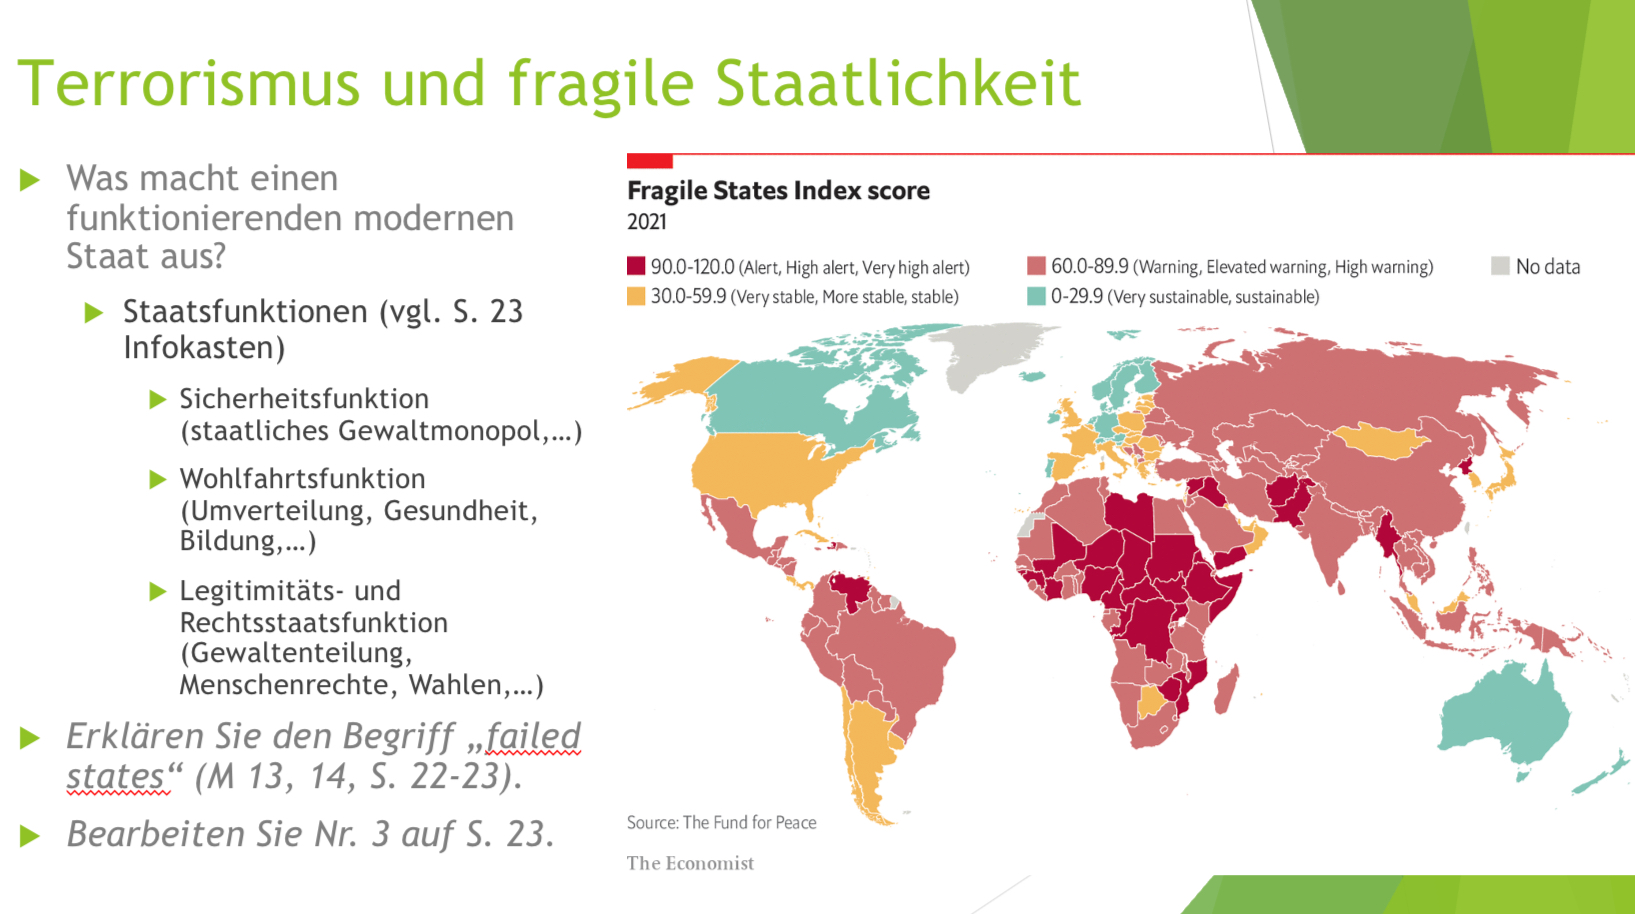 Terrorismus und fragile Staatlichkeit
Was macht einen
funktionierenden modernen
Staat aus?
Staatsfunktionen (vgl. S. 23
Infokasten)
Sicherheitsfunktion
(staatliches Gewaltmonopol,…)
Wohlfahrtsfunktion
(Umverteilung, Gesundheit,
Bildung,…)
Legitimitäts- und
Rechtsstaatsfunktion
(Gewaltenteilung,
Menschenrechte, Wahlen,…)
Erklären Sie den Begriff „failed
states“ (M 13, 14, S. 22-23).
Bearbeiten Sie Nr. 3 auf S. 23.
Fragile States Index score
2021
90.0-120.0 (Alert, High alert, Very high alert)
60.0-89.9 (Warning, Elevated warning, High warning)
No data
30.0-59.9 (Very stable, More stable, stable)
0-29.9 (Very sustainable, sustainable)
Source: The Fund for Peace
The Economist